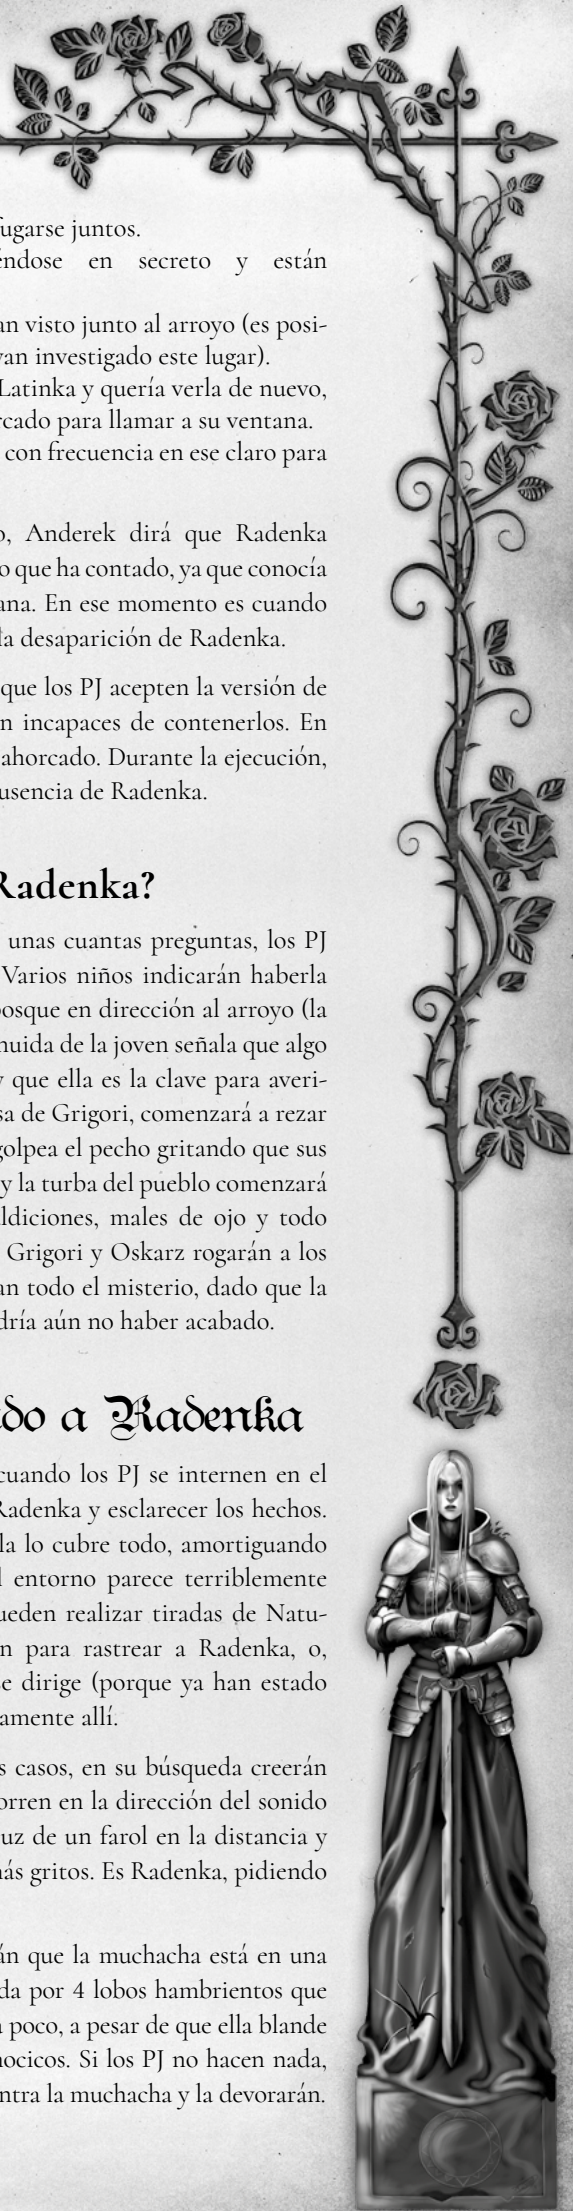 fugarse juntos.
éndose en secreto y están
an visto junto al arroyo (es posi-
yan investigado este lugar).
Latinka y quería verla de nuevo,
rcado para llamar a su ventana.
con frecuencia en ese claro para
o, Anderek dirá que Radenka
o que ha contado, ya que conocía
ana. En ese momento es cuando
la desaparición de Radenka.
que los PJ acepten la versión de
n incapaces de contenerlos. En
ahorcado. Durante la ejecución,
usencia de Radenka.
Radenka?
unas cuantas preguntas, los PJ
Varios niños indicarán haberla
bosque en dirección al arroyo (la
huida de la joven señala que algo
y que ella es la clave para averi-
sa de Grigori, comenzará a rezar
golpea el pecho gritando que sus
y la turba del pueblo comenzará
ldiciones, males de ojo y todo
Grigori y Oskarz rogarán a los
an todo el misterio, dado que la
dría aún no haber acabado.
do a Radenka
cuando los PJ se internen en el
Radenka y esclarecer los hechos.
la lo cubre todo, amortiguando
l entorno parece terriblemente
ueden realizar tiradas de Natu-
n para rastrear a Radenka, o,
e dirige (porque ya han estado
amente allí.
s casos, en su búsqueda creerán
orren en la dirección del sonido
uz de un farol en la distancia y
más gritos. Es Radenka, pidiendo
án que la muchacha está en una
da por 4 lobos hambrientos que
a poco, a pesar de que ella blande
hocicos. Si los PJ no hacen nada,
ntra la muchacha y la devorarán.